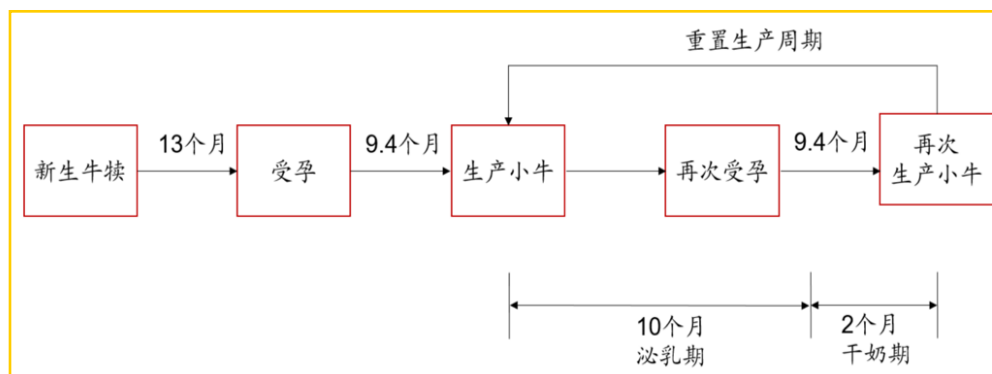 重置生产周期
13个月
9.4个月
9.4个月
新生牛犊
受孕
生产小牛
再次受孕
再次
生产小牛
10个月
泌乳期
2个月
干奶期